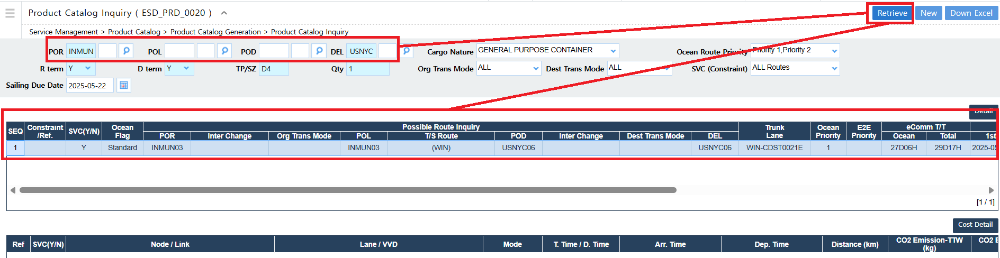 Product Catalog Inquiry ( ESD_PRD_0020 )
Retrieve New Down Excel
Service Management > Product Catalog > Product Catalog Generation > Product Catalog Inquiry
POR INMUN POL POD DEL USNYC Cargo Nature GENERAL PURPOSE CONTAINER Ocean Route Priority Priority 1,Priority 2
R term Y D term Y TP/SZ D4 Qty 1 Org Trans Mode ALL Dest Trans Mode ALL SVC (Constraint) ALL Routes
Sailing Due Date 2025-05-22
Detail
SEQ Constraint /Ref. SVC(Y/N) Ocean Flag Possible Route Inquiry Trunk Lane Ocean Priority E2E Priority eComm T/T
POR Inter Change Org Trans Mode POL T/S Route POD Inter Change Dest Trans Mode DEL Ocean Total 1st
1 Y Standard INMUN03 INMUN03 (WIN) USNYC06 USNYC06 WIN-CDST0021E 1 27D06H 29D17H 2025-05
[1 / 1]
Cost Detail
Ref SVC(Y/N) Node / Link Lane / VVD Mode T. Time / D. Time Arr. Time Dep. Time Distance (km) CO2 Emission-TTW (kg) CO2 E